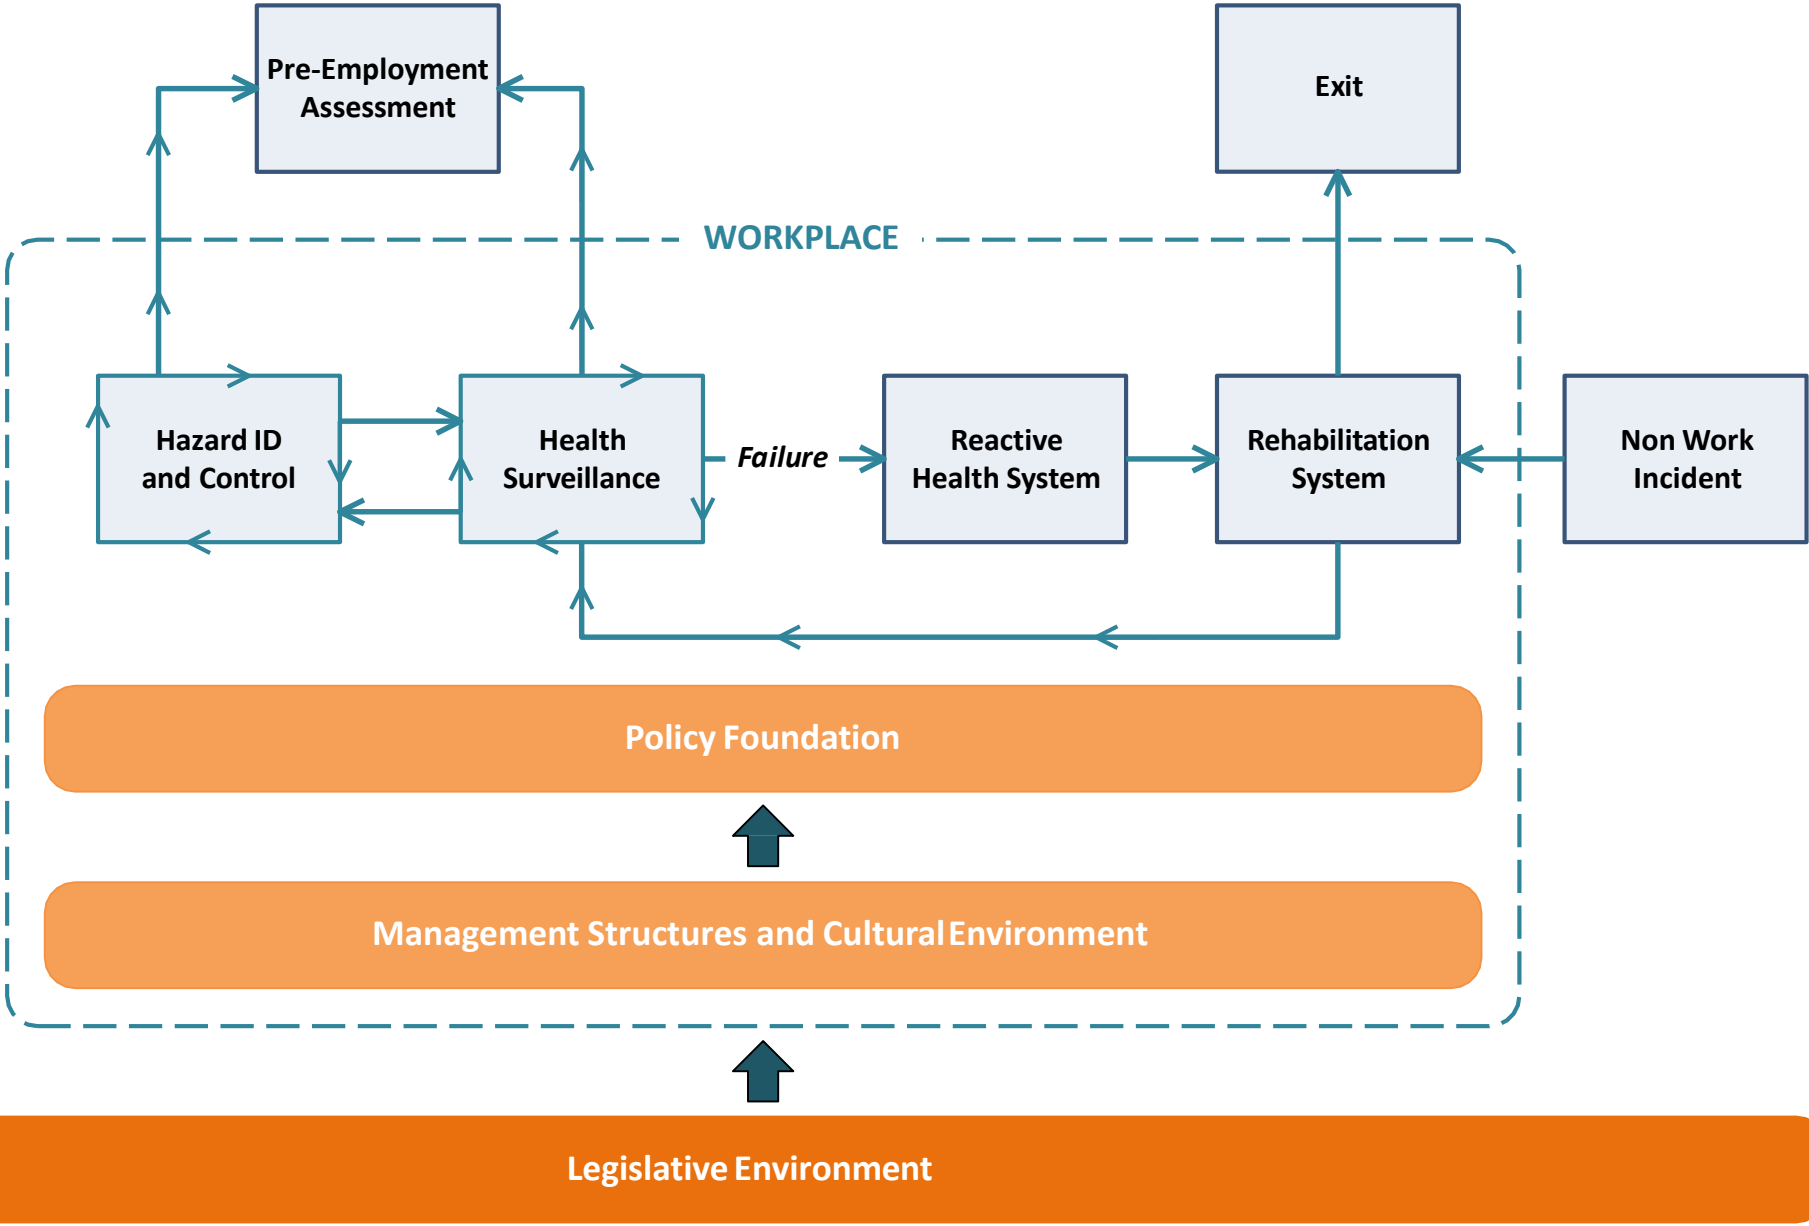 Pre-Employment
Assessment
Exit
WORKPLACE
Hazard ID
and Control
Health
Surveillance
Failure
Reactive
Health System
Rehabilitation
System
Non Work
Incident
Policy Foundation
Management Structures and Cultural Environment
Legislative Environment